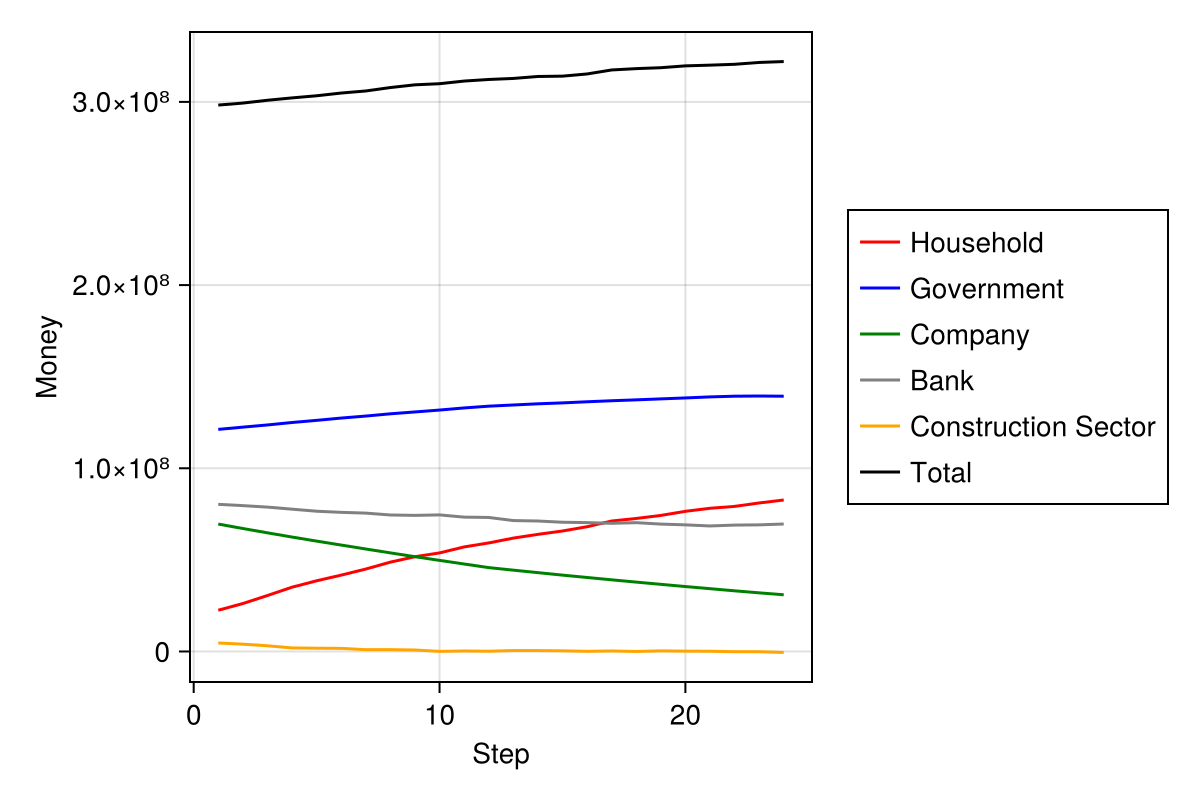 3.0×10⁸
2.0×10⁸
1.0×10⁸
0
Money
0
10
20
Step
Household
Government
Company
Bank
Construction Sector
Total